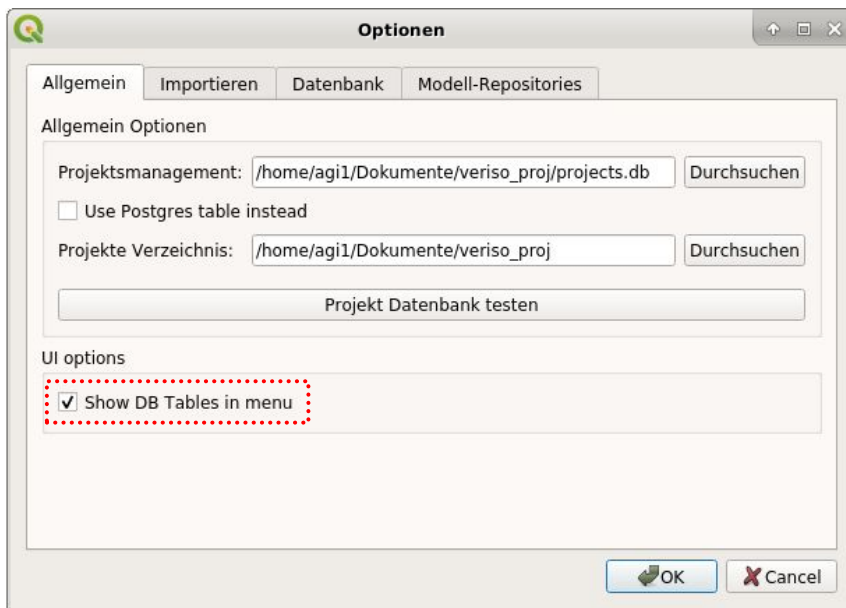 Optionen
Allgemein Importieren Datenbank Modell-Repositories
Allgemein Optionen
Projektsmanagement: /home/agi1/Dokumente/veriso_proj/projects.db Durchsuchen
Use Postgres table instead
Projekte Verzeichnis: /home/agi1/Dokumente/veriso_proj Durchsuchen
Projekt Datenbank testen
UI options
Show DB Tables in menu
OK Cancel